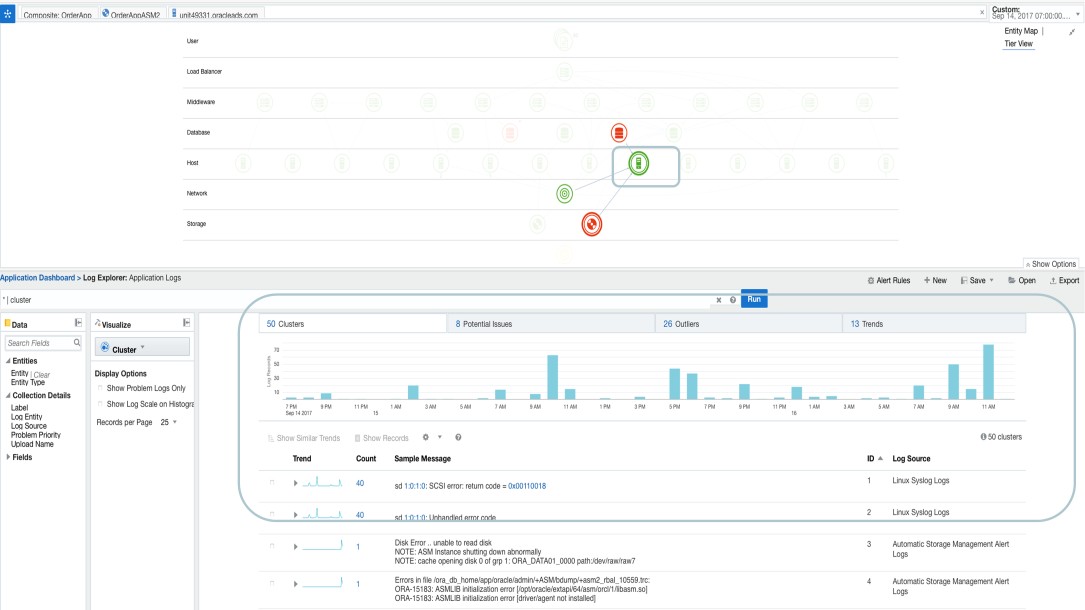 Composite: OrderApp OrderAppASM2 unit49331.oracleads.com x
Custom:
Sep 14, 2017 07:00:00....
Entity Map |
Tier View
User
Load Balancer
Middleware
Database
Host
Network
Storage
Show Options
Application Dashboard > Log Explorer: Application Logs
Alert Rules + New Save Open Export
* | cluster
x ? Run
Data
Search Fields
Entities
Entity | Clear
Entity Type
Collection Details
Label
Log Entity
Log Source
Problem Priority
Upload Name
Fields
Visualize
Cluster
Display Options
Show Problem Logs Only
Show Log Scale on Histogra
Records per Page 25
50 Clusters 8 Potential Issues 26 Outliers 13 Trends
Log Records
70
50
30
10
7 PM 9 PM 11 PM 1 AM 3 AM 5 AM 7 AM 9 AM 11 AM 1 PM 3 PM 5 PM 7 PM 9 PM 11 PM 1 AM 3 AM 5 AM 7 AM 9 AM 11 AM
Sep 14 2017 15 16
Show Similar Trends Show Records ?
50 clusters
Trend Count Sample Message ID Log Source
40 sd 1:0:1:0: SCSI error: return code = 0x00110018 1 Linux Syslog Logs
40 sd 1:0:1:0: Unhandled error code 2 Linux Syslog Logs
1 Disk Error .. unable to read disk 3 Automatic Storage Management Alert
NOTE: ASM Instance shutting down abnormally Logs
NOTE: cache opening disk 0 of grp 1: ORA_DATA01_0000 path:/dev/raw/raw7
1 Errors in file /ora_db_home/app/oracle/admin/+ASM/bdump/+asm2_rbal_10559.trc: 4 Automatic Storage Management Alert
ORA-15183: ASMLIB initialization error [/opt/oracle/extapi/64/asm/orcl/1/libasm.so] Logs
ORA-15183: ASMLIB initialization error [driver/agent not installed]